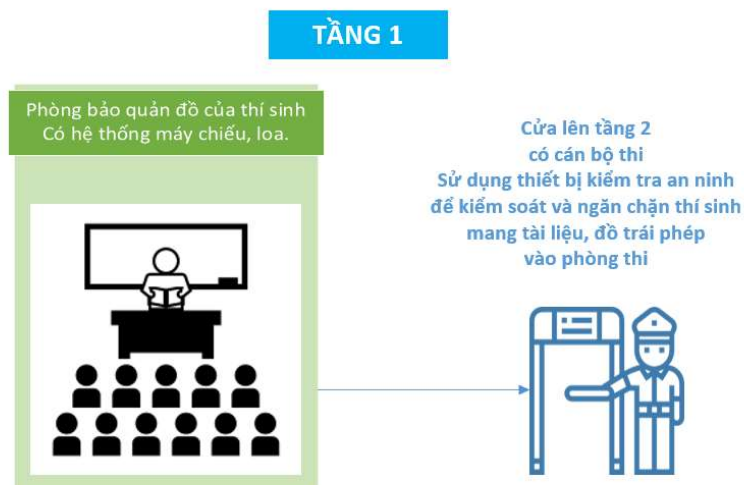 TẦNG 1
Phòng bảo quản đồ của thí sinh
Có hệ thống máy chiếu, loa.
Cửa lên tầng 2
có cán bộ thi
Sử dụng thiết bị kiểm tra an ninh
để kiểm soát và ngăn chặn thí sinh
mang tài liệu, đồ trái phép
vào phòng thi